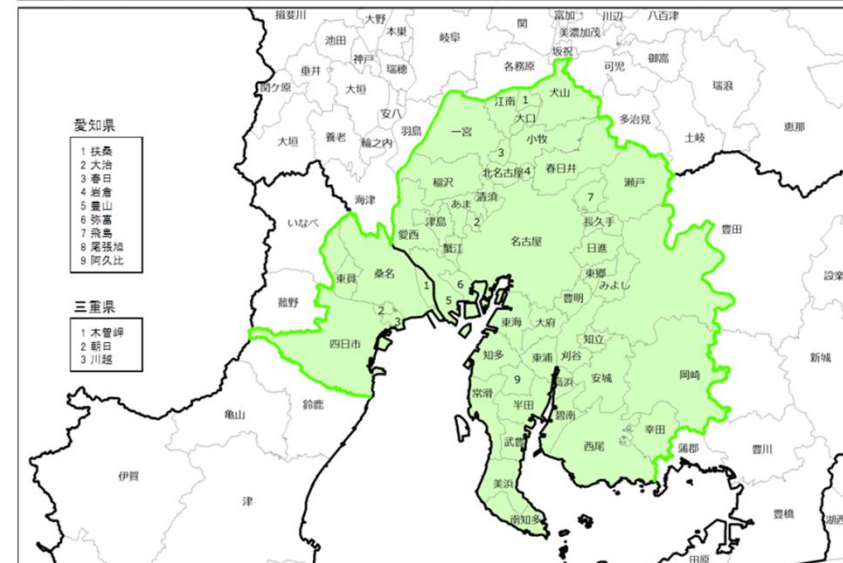 揖斐川
大野
本巣
岐阜
関
富加
川辺
八百津
美濃加茂
池田
神戸
瑞穂
坂祝
垂井
各務原
可児
御嵩
関ケ原
大垣
瑞浪
安八
江南
1
犬山
大口
多治見
恵那
愛知県
1 扶桑
2 大治
3 春日
4 岩倉
5 豊山
6 弥富
7 飛島
8 尾張旭
9 阿久比
大垣
養老
輪之内
羽島
一宮
小牧
土岐
3
北名古屋
4
春日井
瀬戸
稲沢
清須
7
海津
あま
いなべ
津島
2
長久手
豊田
愛西
名古屋
蟹江
日進
東員
桑名
東郷
みよし
設楽
1
6
5
豊明
菰野
三重県
1 木曽岬
2 朝日
3 川越
2
3
東海
大府
四日市
知立
知多
東浦
刈谷
新城
9
高浜
安城
岡崎
常滑
半田
碧南
鈴鹿
亀山
幸田
武豊
西尾
蒲郡
豊川
伊賀
津
美浜
南知多
豊橋
湖西
田原